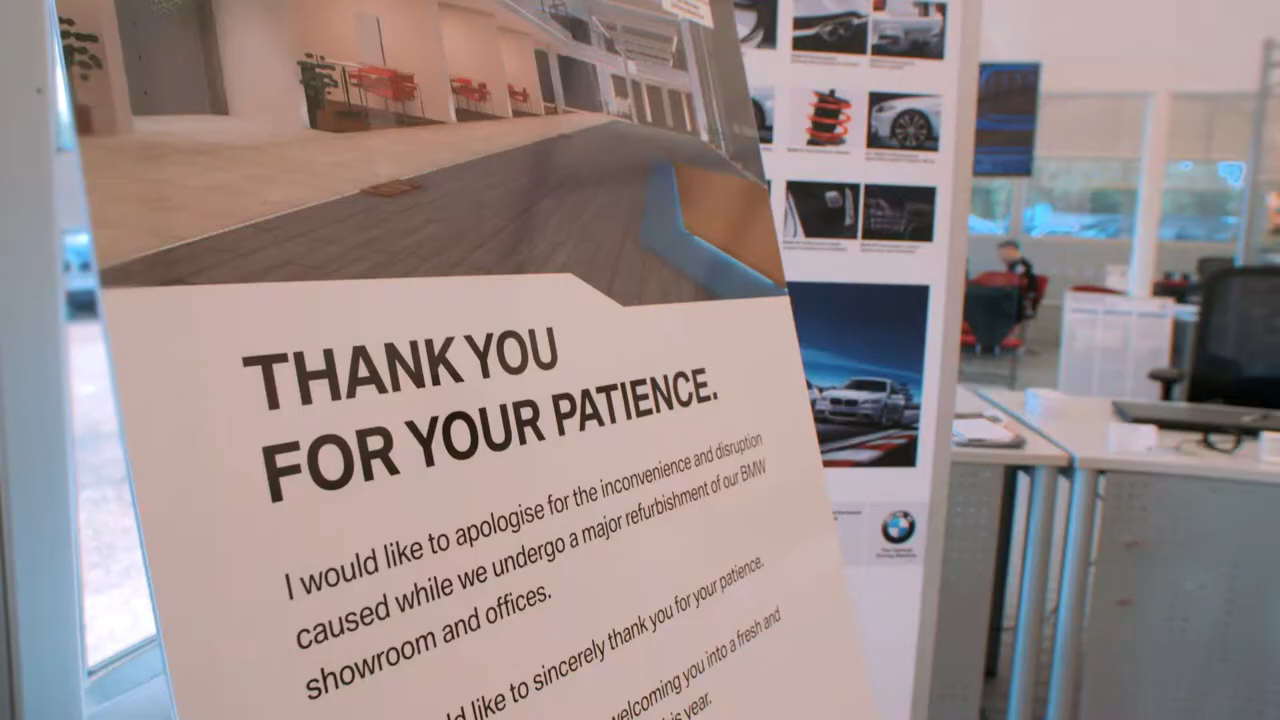 THANK YOU
FOR YOUR PATIENCE.
I would like to apologise for the inconvenience and disruption
caused while we undergo a major refurbishment of our BMW
showroom and offices.
ld like to sincerely thank you for your patience.
welcoming you into a fresh and
his year.